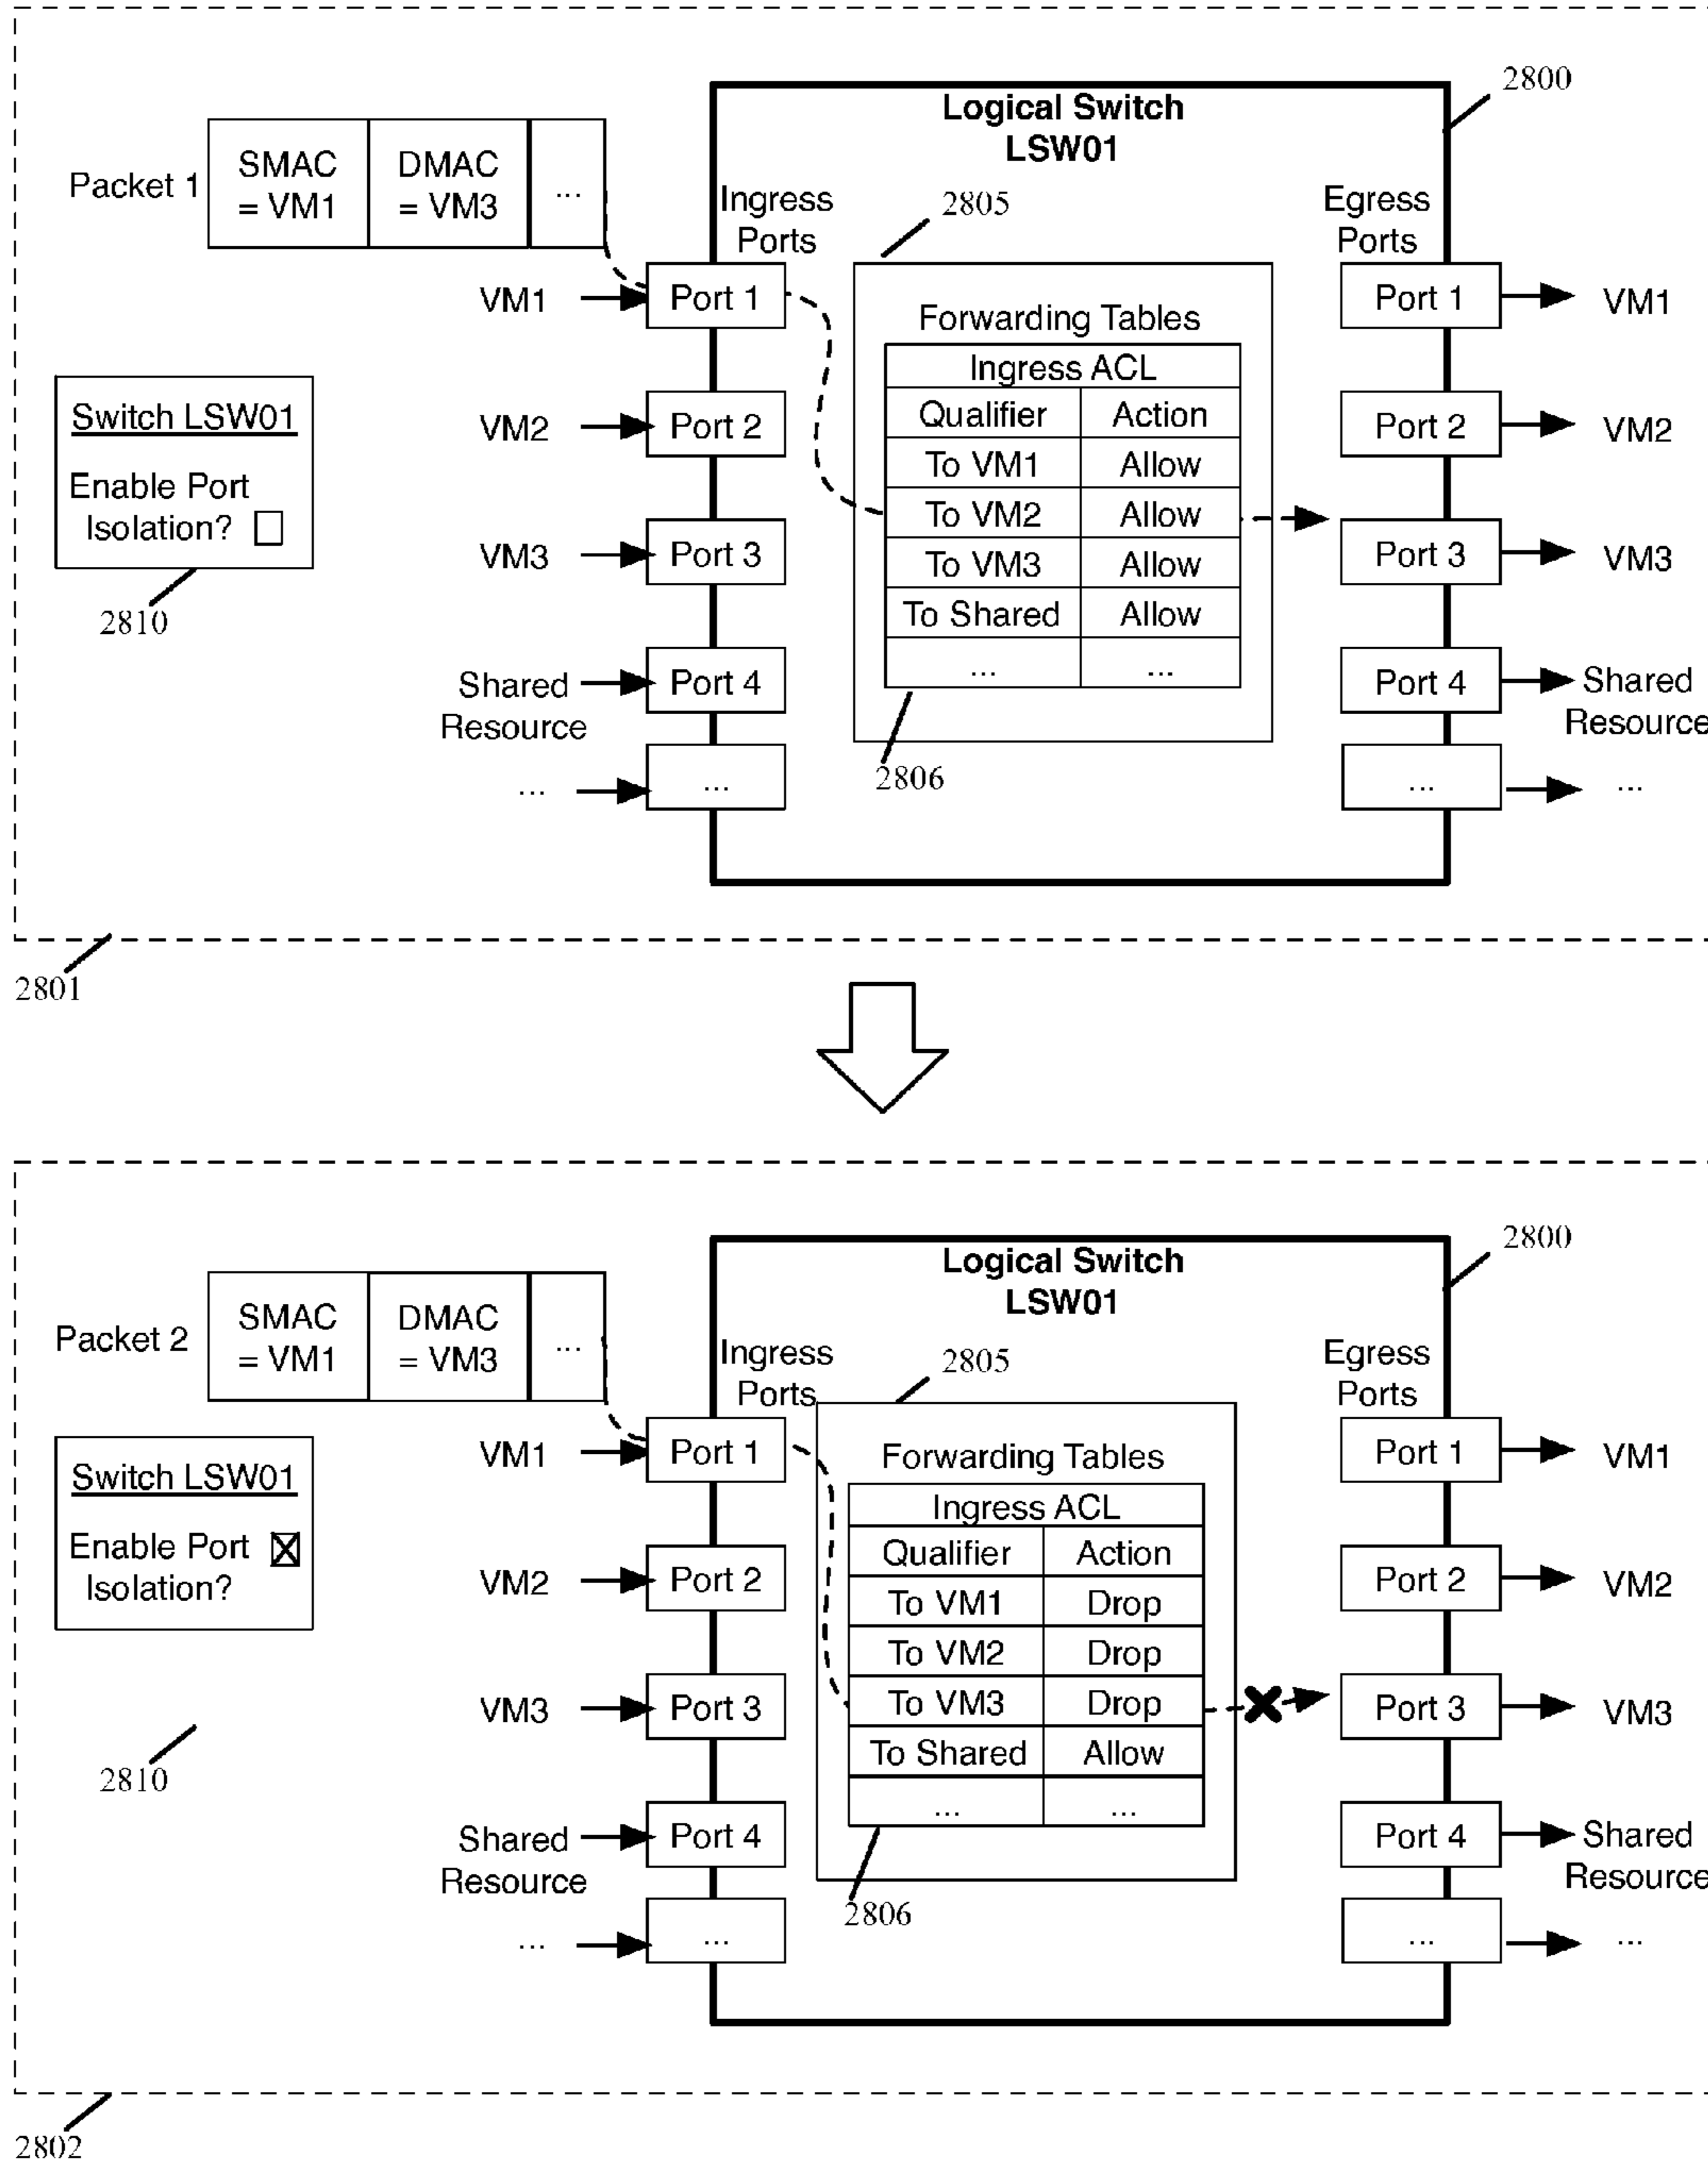 2800
Logical Switch
LSW01
Packet 1
SMAC
= VM1
DMAC
= VM3
...
Ingress
Ports
2805
Egress
Ports
VM1
Port 1
Forwarding Tables
Port 1
VM1
Ingress ACL
Switch LSW01
Enable Port
Isolation?
2810
VM2
Port 2
Qualifier Action
To VM1 Allow
To VM2 Allow
To VM3 Allow
To Shared Allow
... ...
Port 2
VM2
VM3
Port 3
Port 3
VM3
Shared
Resource
Port 4
Port 4
Shared
Resource
2806
...
...
...
...
2801
2800
Logical Switch
LSW01
Packet 2
SMAC
= VM1
DMAC
= VM3
...
Ingress
Ports
2805
Egress
Ports
VM1
Port 1
Forwarding Tables
Port 1
VM1
Switch LSW01
Enable Port
Isolation?
Ingress ACL
Qualifier Action
To VM1 Drop
To VM2 Drop
To VM3 Drop
To Shared Allow
... ...
VM2
Port 2
Port 2
VM2
VM3
Port 3
Port 3
VM3
2810
Shared
Resource
Port 4
Port 4
Shared
Resource
2806
...
...
...
...
2802